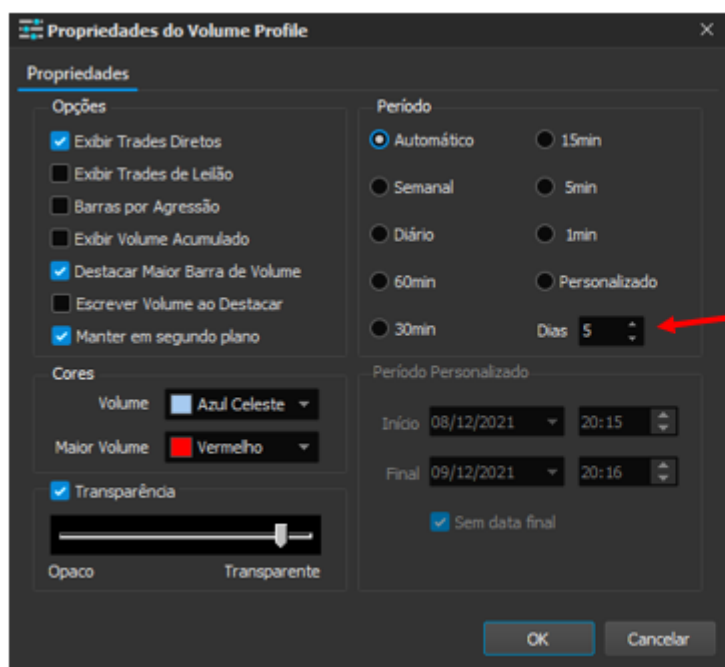 Propriedades do Volume Profile
Propriedades
Opções
Exibir Trades Diretos
Exibir Trades de Leilão
Barras por Agressão
Exibir Volume Acumulado
Destacar Maior Barra de Volume
Escrever Volume ao Destacar
Manter em segundo plano
Cores
Volume Azul Celeste
Maior Volume Vermelho
Transparência
Opaco Transparente
Período
Automático 15min
Semanal 5min
Diário 1min
60min Personalizado
30min Dias 5
Período Personalizado
Início 08/12/2021 20:15
Final 09/12/2021 20:16
Sem data final
OK Cancelar